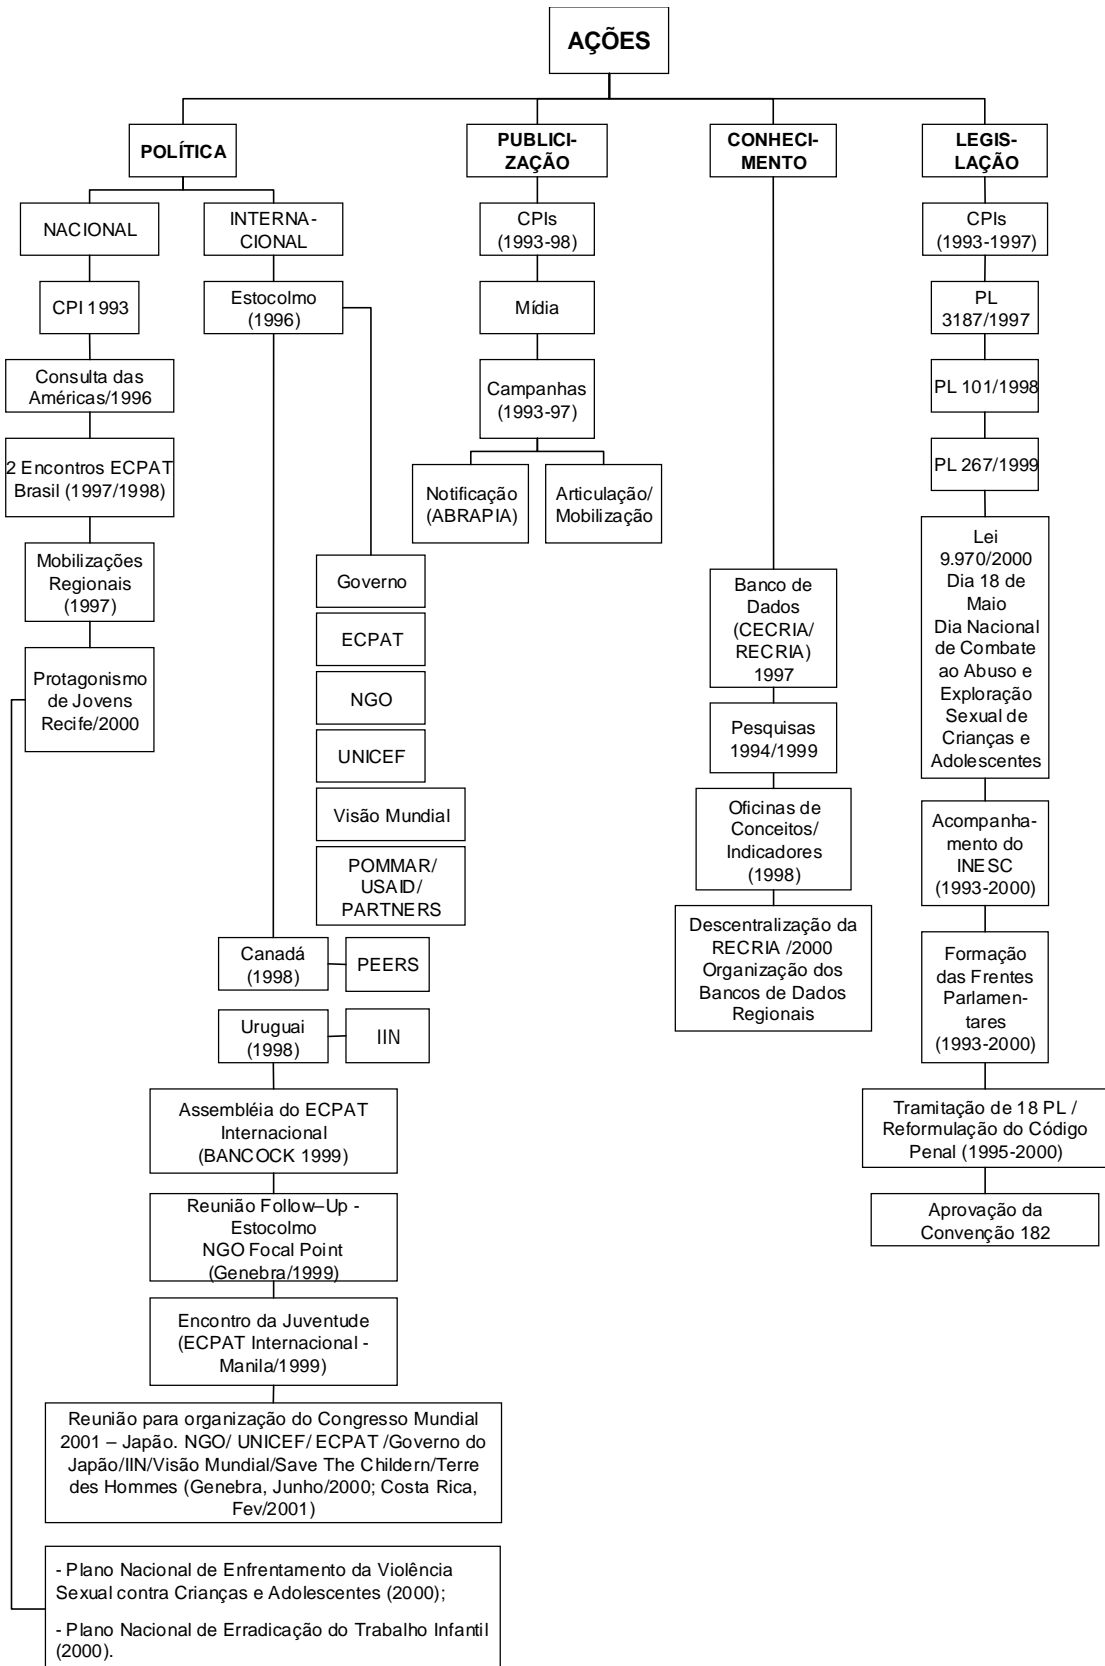 AÇÕES
POLÍTICA
NACIONAL
CPI 1993
Consulta das
Américas/1996
2 Encontros ECPAT
Brasil (1997/1998)
Mobilizações
Regionais
(1997)
Protagonismo
de Jovens
Recife/2000
INTERNA-
CIONAL
Estocolmo
(1996)
Governo
ECPAT
NGO
UNICEF
Visão Mundial
POMMAR/
USAID/
PARTNERS
Canadá
(1998)
PEERS
Uruguai
(1998)
IIN
Assembléia do ECPAT
Internacional
(BANCOCK 1999)
Reunião Follow–Up -
Estocolmo
NGO Focal Point
(Genebra/1999)
Encontro da Juventude
(ECPAT Internacional -
Manila/1999)
Reunião para organização do Congresso Mundial
2001 – Japão. NGO/ UNICEF/ ECPAT /Governo do
Japão/IIN/Visão Mundial/Save The Childern/Terre
des Hommes (Genebra, Junho/2000; Costa Rica,
Fev/2001)
- Plano Nacional de Enfrentamento da Violência
Sexual contra Crianças e Adolescentes (2000);
- Plano Nacional de Erradicação do Trabalho Infantil
(2000).
PUBLICI-
ZAÇÃO
CPIs
(1993-98)
Mídia
Campanhas
(1993-97)
Notificação
(ABRAPIA)
Articulação/
Mobilização
CONHECI-
MENTO
Banco de
Dados
(CECRIA/
RECRIA)
1997
Pesquisas
1994/1999
Oficinas de
Conceitos/
Indicadores
(1998)
Descentralização da
RECRIA /2000
Organização dos
Bancos de Dados
Regionais
LEGIS-
LAÇÃO
CPIs
(1993-1997)
PL
3187/1997
PL 101/1998
PL 267/1999
Lei
9.970/2000
Dia 18 de
Maio
Dia Nacional
de Combate
ao Abuso e
Exploração
Sexual de
Crianças e
Adolescentes
Acompanha-
mento do
INESC
(1993-2000)
Formação
das Frentes
Parlamen-
tares
(1993-2000)
Tramitação de 18 PL /
Reformulação do Código
Penal (1995-2000)
Aprovação da
Convenção 182